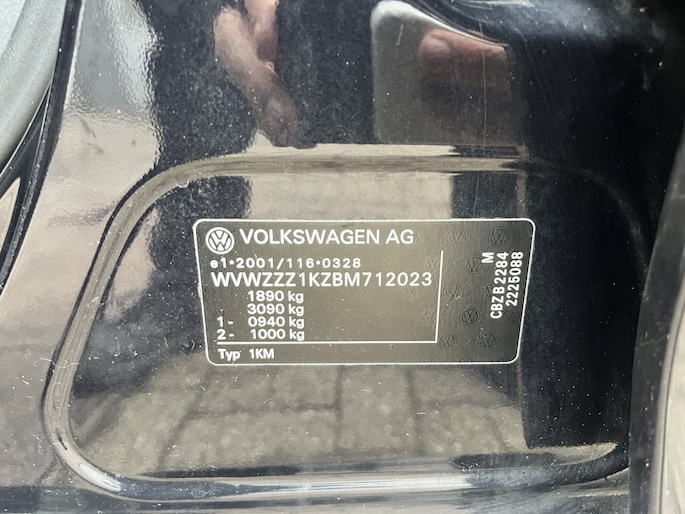 VOLKSWAGEN AG
e1•2001/116•0328
WVWZZZ1KZBM712023
1890 kg
3090 kg
1 - 0940 kg
2 - 1000 kg
Typ 1KM
M
CBZB2284
2225088